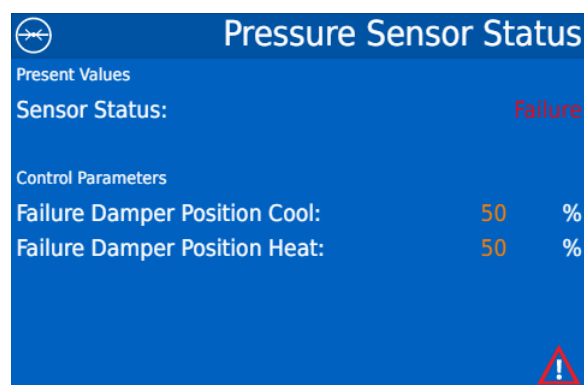 Pressure Sensor Status
Present Values
Sensor Status: Failure
Control Parameters
Failure Damper Position Cool: 50 %
Failure Damper Position Heat: 50 %